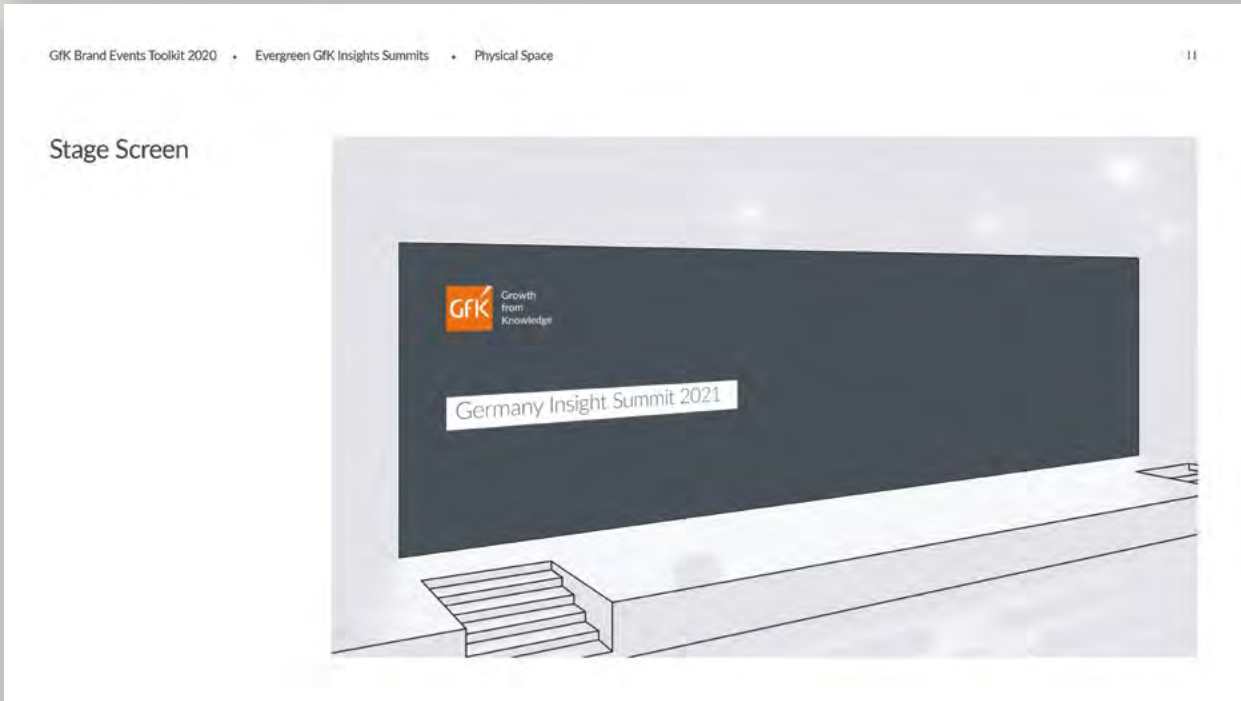 GfK Brand Events Toolkit 2020 • Evergreen GfK Insights Summits • Physical Space 11
Stage Screen
GfK
Growth
from
Knowledge
Germany Insight Summit 2021